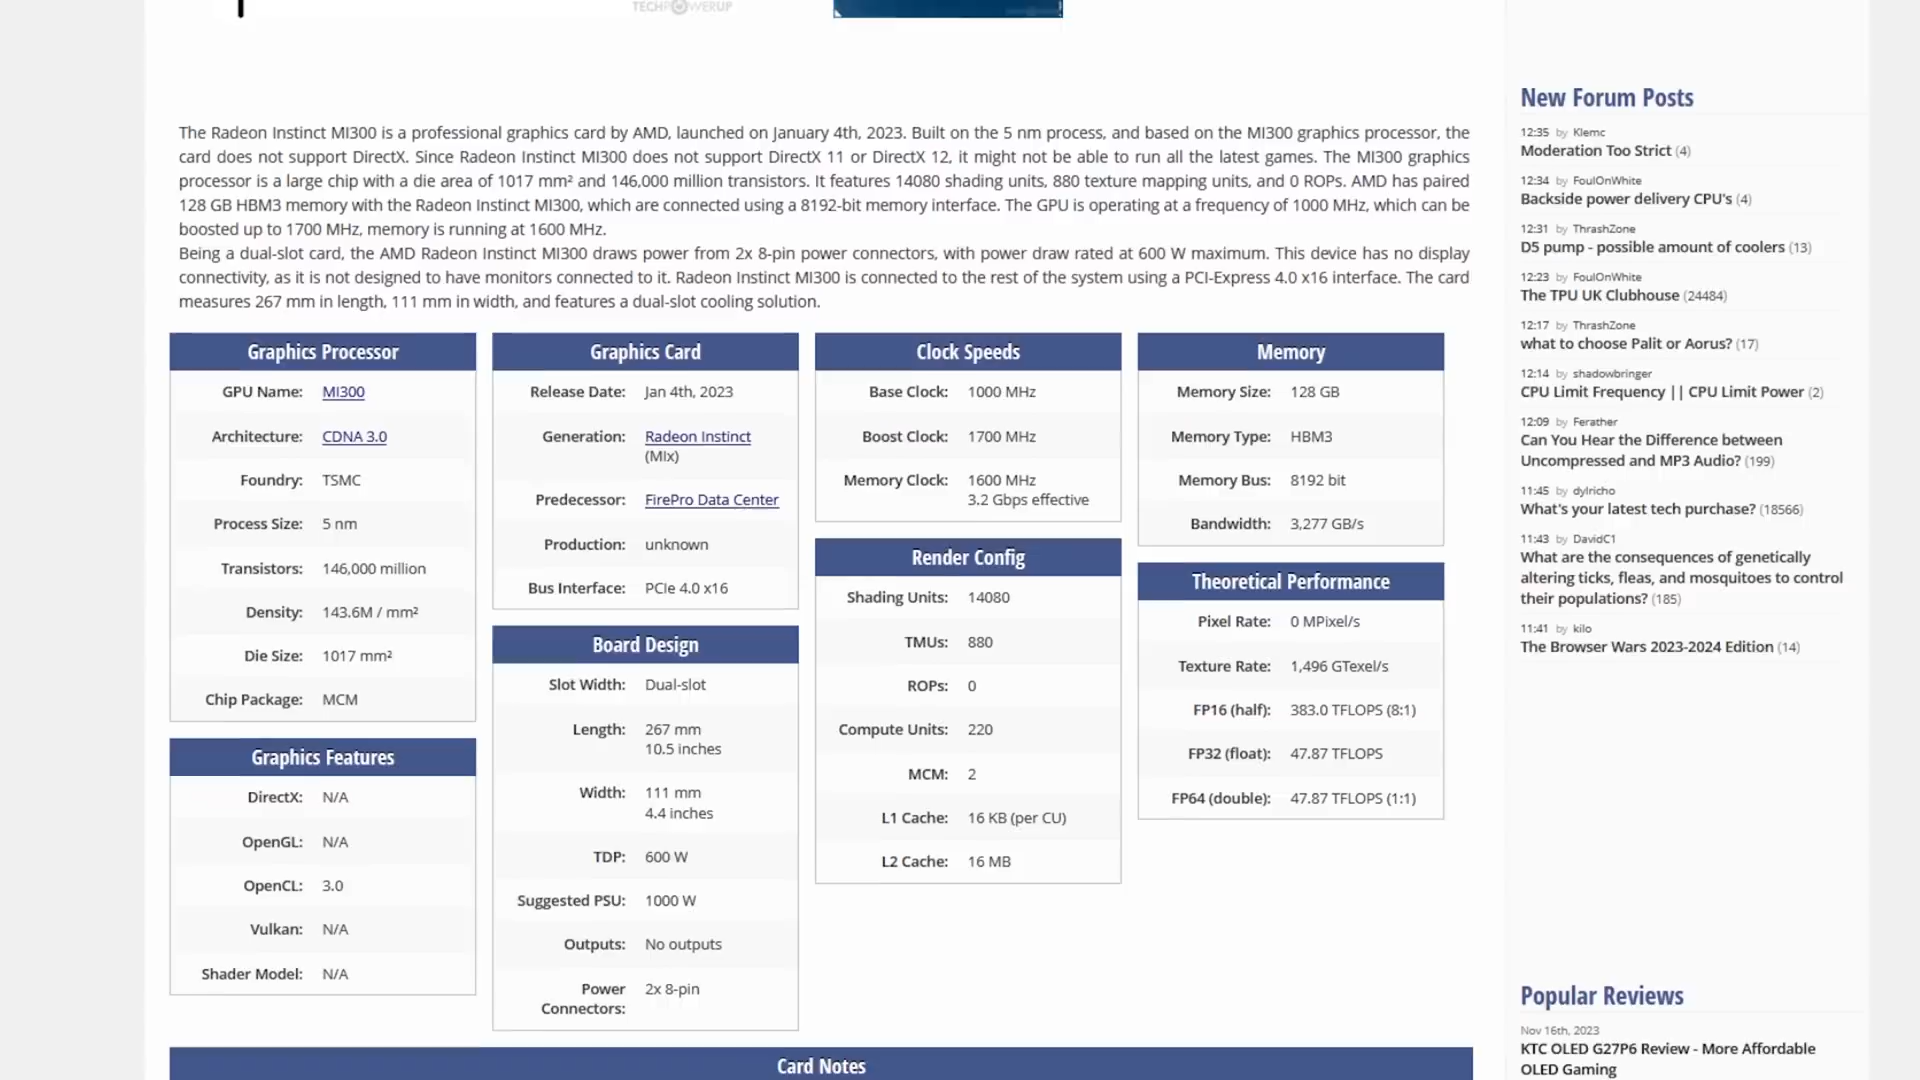 TECHPOWERUP
The Radeon Instinct MI300 is a professional graphics card by AMD, launched on January 4th, 2023. Built on the 5 nm process, and based on the MI300 graphics processor, the
card does not support DirectX. Since Radeon Instinct MI300 does not support DirectX 11 or DirectX 12, it might not be able to run all the latest games. The MI300 graphics
processor is a large chip with a die area of 1017 mm² and 146,000 million transistors. It features 14080 shading units, 880 texture mapping units, and 0 ROPs. AMD has paired
128 GB HBM3 memory with the Radeon Instinct MI300, which are connected using a 8192-bit memory interface. The GPU is operating at a frequency of 1000 MHz, which can be
boosted up to 1700 MHz, memory is running at 1600 MHz.
Being a dual-slot card, the AMD Radeon Instinct MI300 draws power from 2x 8-pin power connectors, with power draw rated at 600 W maximum. This device has no display
connectivity, as it is not designed to have monitors connected to it. Radeon Instinct MI300 is connected to the rest of the system using a PCI-Express 4.0 x16 interface. The card
measures 267 mm in length, 111 mm in width, and features a dual-slot cooling solution.
Graphics Processor
GPU Name: MI300
Architecture: CDNA 3.0
Foundry: TSMC
Process Size: 5 nm
Transistors: 146,000 million
Density: 143.6M / mm²
Die Size: 1017 mm²
Chip Package: MCM
Graphics Features
DirectX: N/A
OpenGL: N/A
OpenCL: 3.0
Vulkan: N/A
Shader Model: N/A
Graphics Card
Release Date: Jan 4th, 2023
Generation: Radeon Instinct
(MIx)
Predecessor: FirePro Data Center
Production: unknown
Bus Interface: PCIe 4.0 x16
Board Design
Slot Width: Dual-slot
Length: 267 mm
10.5 inches
Width: 111 mm
4.4 inches
TDP: 600 W
Suggested PSU: 1000 W
Outputs: No outputs
Power 2x 8-pin
Connectors:
Clock Speeds
Base Clock: 1000 MHz
Boost Clock: 1700 MHz
Memory Clock: 1600 MHz
3.2 Gbps effective
Render Config
Shading Units: 14080
TMUs: 880
ROPs: 0
Compute Units: 220
MCM: 2
L1 Cache: 16 KB (per CU)
L2 Cache: 16 MB
Memory
Memory Size: 128 GB
Memory Type: HBM3
Memory Bus: 8192 bit
Bandwidth: 3,277 GB/s
Theoretical Performance
Pixel Rate: 0 MPixel/s
Texture Rate: 1,496 GTexel/s
FP16 (half): 383.0 TFLOPS (8:1)
FP32 (float): 47.87 TFLOPS
FP64 (double): 47.87 TFLOPS (1:1)
Card Notes
New Forum Posts
12:35 by Klemc
Moderation Too Strict (4)
12:34 by FoulOnWhite
Backside power delivery CPU's (4)
12:31 by ThrashZone
D5 pump - possible amount of coolers (13)
12:23 by FoulOnWhite
The TPU UK Clubhouse (24484)
12:17 by ThrashZone
what to choose Palit or Aorus? (17)
12:14 by shadowbringer
CPU Limit Frequency || CPU Limit Power (2)
12:09 by Ferather
Can You Hear the Difference between
Uncompressed and MP3 Audio? (199)
11:45 by dylricho
What's your latest tech purchase? (18566)
11:43 by DavidC1
What are the consequences of genetically
altering ticks, fleas, and mosquitoes to control
their populations? (185)
11:41 by kilo
The Browser Wars 2023-2024 Edition (14)
Popular Reviews
Nov 16th, 2023
KTC OLED G27P6 Review - More Affordable
OLED Gaming